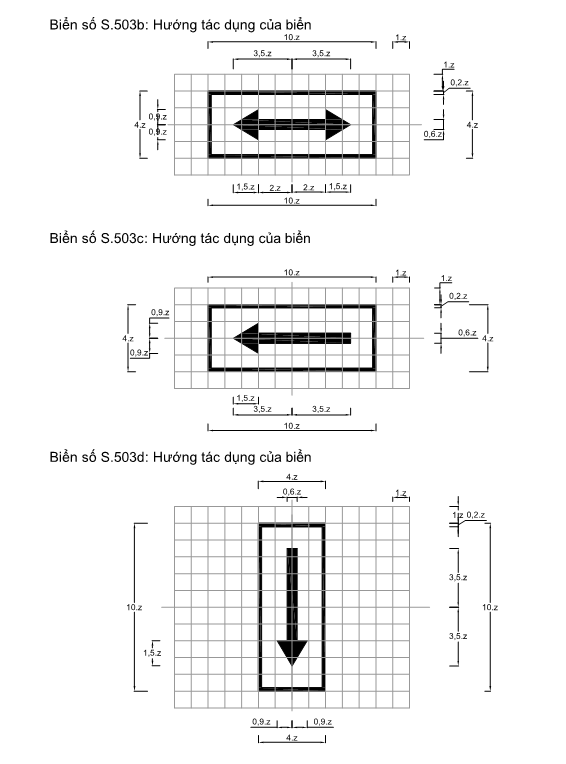 Biển số S.503b: Hướng tác dụng của biển
10.z 1.z
3,5.z 3,5.z
1.z
0,2.z
4.z 0,9.z 0,9.z 0,6.z 4.z
1,5.z 2.z 2.z 1,5.z
10.z
Biển số S.503c: Hướng tác dụng của biển
10.z 1.z
1.z
0,2.z
0,9.z
4.z 0,6.z 4.z
0,9.z
1,5.z
3,5.z 3,5.z
10.z
Biển số S.503d: Hướng tác dụng của biển
4.z
0,6.z 1.z
1.z 0,2.z
3,5.z
10.z 10.z
3,5.z
1,5.z
0,9.z 0,9.z
4.z